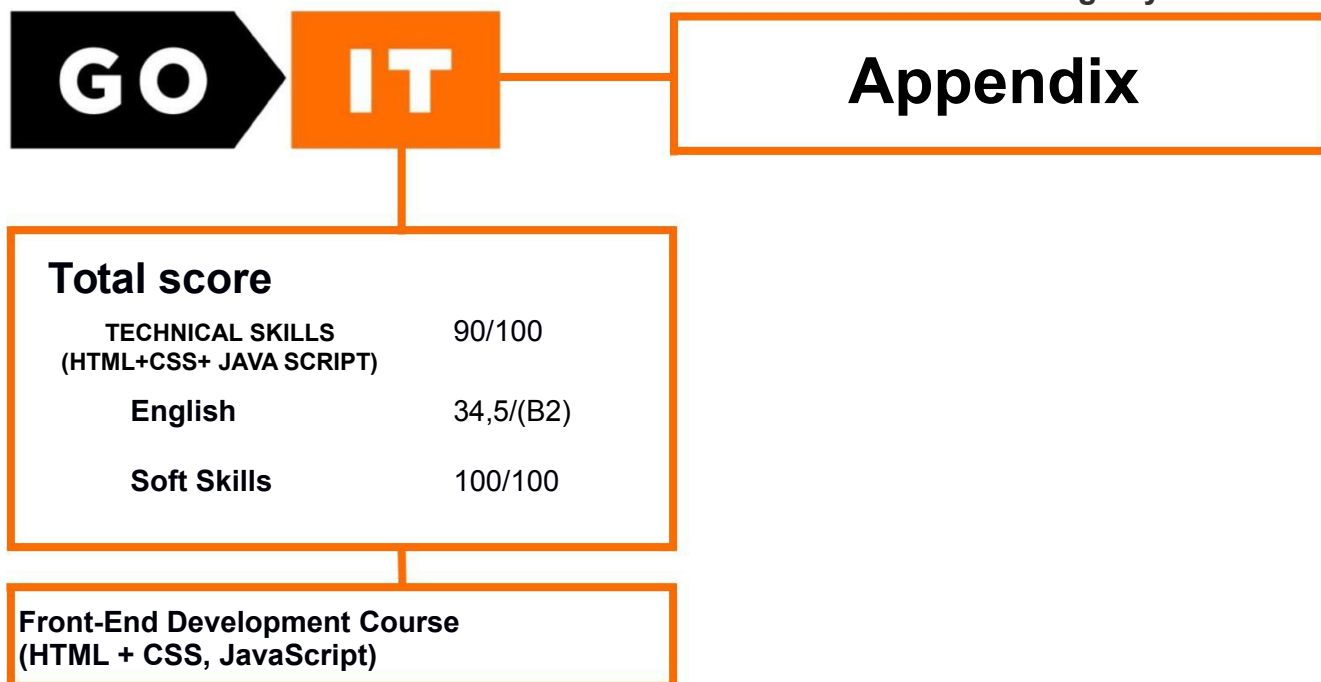 GO IT
Appendix
Total score
TECHNICAL SKILLS 90/100
(HTML+CSS+ JAVA SCRIPT)
English 34,5/(B2)
Soft Skills 100/100
Front-End Development Course
(HTML + CSS, JavaScript)